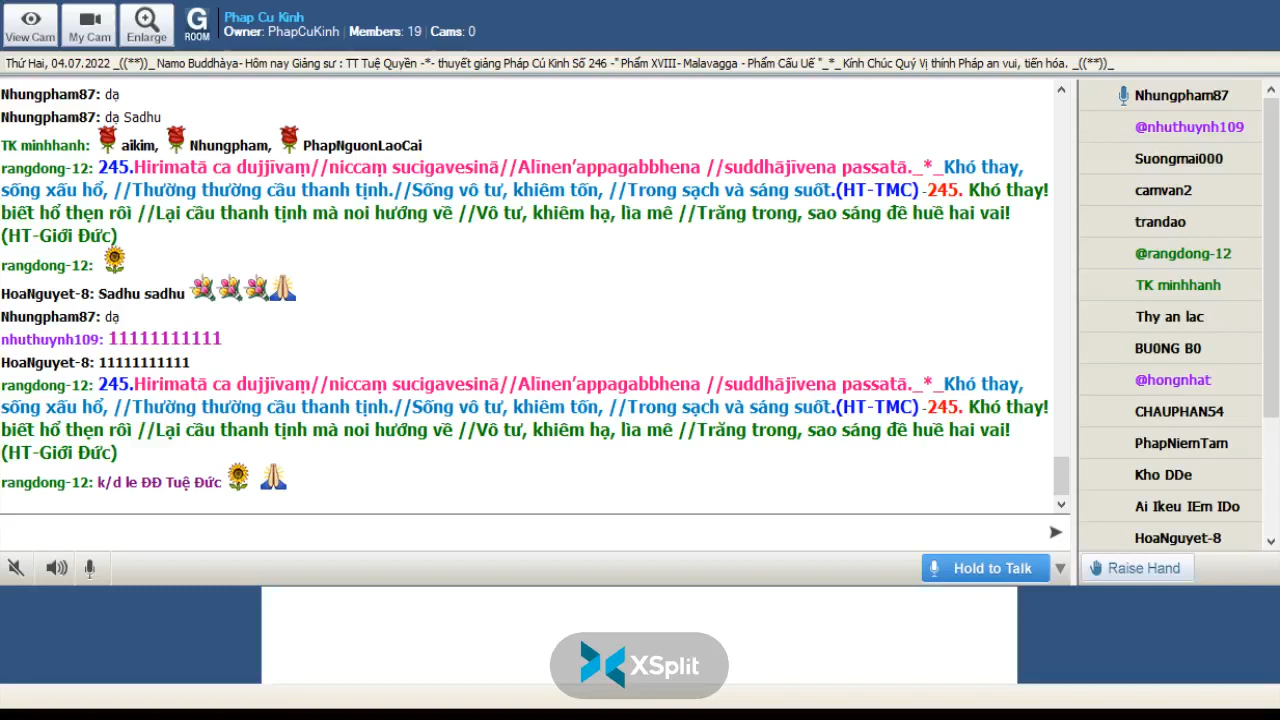 Phap Cu Kinh
Owner: PhapCuKinh | Members: 19 | Cams: 0
View Cam
My Cam
Enlarge
G
ROOM
Thứ Hai, 04.07.2022 _((**))_ Namo Buddhàya- Hôm nay Giảng sư : TT Tuệ Quyền -*- thuyết giảng Pháp Cú Kinh Số 246 -" Phẩm XVIII- Malavagga - Phẩm Cấu Uế "_*_ Kính Chúc Quý Vị thính Pháp an vui, tiến hóa. _((**))_
Nhungpham87: dạ
Nhungpham87: dạ Sadhu
TK minhhanh: aikim, Nhungpham, PhapNguonLaoCai
rangdong-12: 245.Hirimatā ca dujjīvaṃ//niccaṃ sucigavesinā//Alīnen’appagabbhena //suddhājīvena passatā._*_Khó thay,
sống xấu hổ, //Thường thường cầu thanh tịnh.//Sống vô tư, khiêm tốn, //Trong sạch và sáng suốt.(HT-TMC) -245. Khó thay!
biết hổ thẹn rồi //Lại cầu thanh tịnh mà noi hướng về //Vô tư, khiêm hạ, lìa mê //Trăng trong, sao sáng đề huề hai vai!
(HT-Giới Đức)
rangdong-12:
HoaNguyet-8: Sadhu sadhu
Nhungpham87: dạ
nhuthuynh109: 11111111111
HoaNguyet-8: 11111111111
rangdong-12: 245.Hirimatā ca dujjīvaṃ//niccaṃ sucigavesinā//Alīnen’appagabbhena //suddhājīvena passatā._*_Khó thay,
sống xấu hổ, //Thường thường cầu thanh tịnh.//Sống vô tư, khiêm tốn, //Trong sạch và sáng suốt.(HT-TMC) -245. Khó thay!
biết hổ thẹn rồi //Lại cầu thanh tịnh mà noi hướng về //Vô tư, khiêm hạ, lìa mê //Trăng trong, sao sáng đề huề hai vai!
(HT-Giới Đức)
rangdong-12: k/d le ĐĐ Tuệ Đức
Nhungpham87
@nhuthuynh109
Suongmai000
camvan2
trandao
@rangdong-12
TK minhhanh
Thy an lac
BU0NG B0
@hongnhat
CHAUPHAN54
PhapNiemTam
Kho DDe
Ai Ikeu IEm IDo
HoaNguyet-8
Hold to Talk
Raise Hand
XSplit